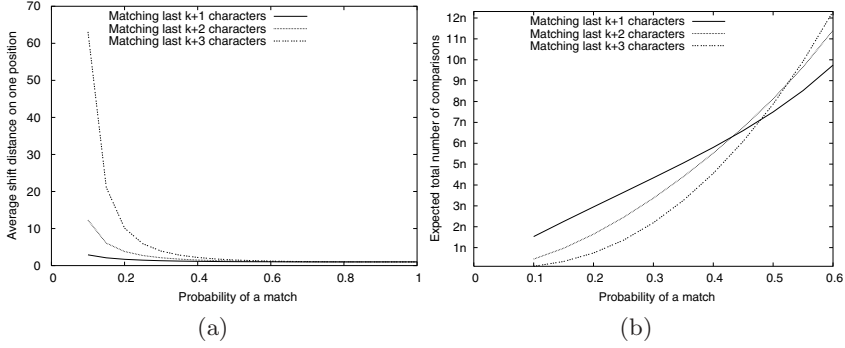 Average shift distance on one position
70
60
50
40
30
20
10
0
Matching last k+1 characters
Matching last k+2 characters
Matching last k+3 characters
0 0.2 0.4 0.6 0.8 1
Probability of a match
(a)
Expected total number of comparisons
12n
11n
10n
9n
8n
7n
6n
5n
4n
3n
2n
1n
Matching last k+1 characters
Matching last k+2 characters
Matching last k+3 characters
0 0.1 0.2 0.3 0.4 0.5 0.6
Probability of a match
(b)